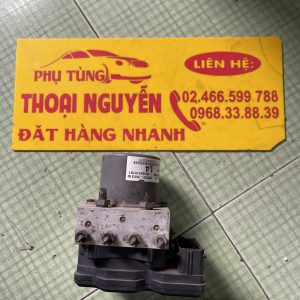 PHỤ TÙNG
THOẠI NGUYỄN
ĐẶT HÀNG NHANH
LIÊN HỆ:
02.466.599.788
0968.33.88.39